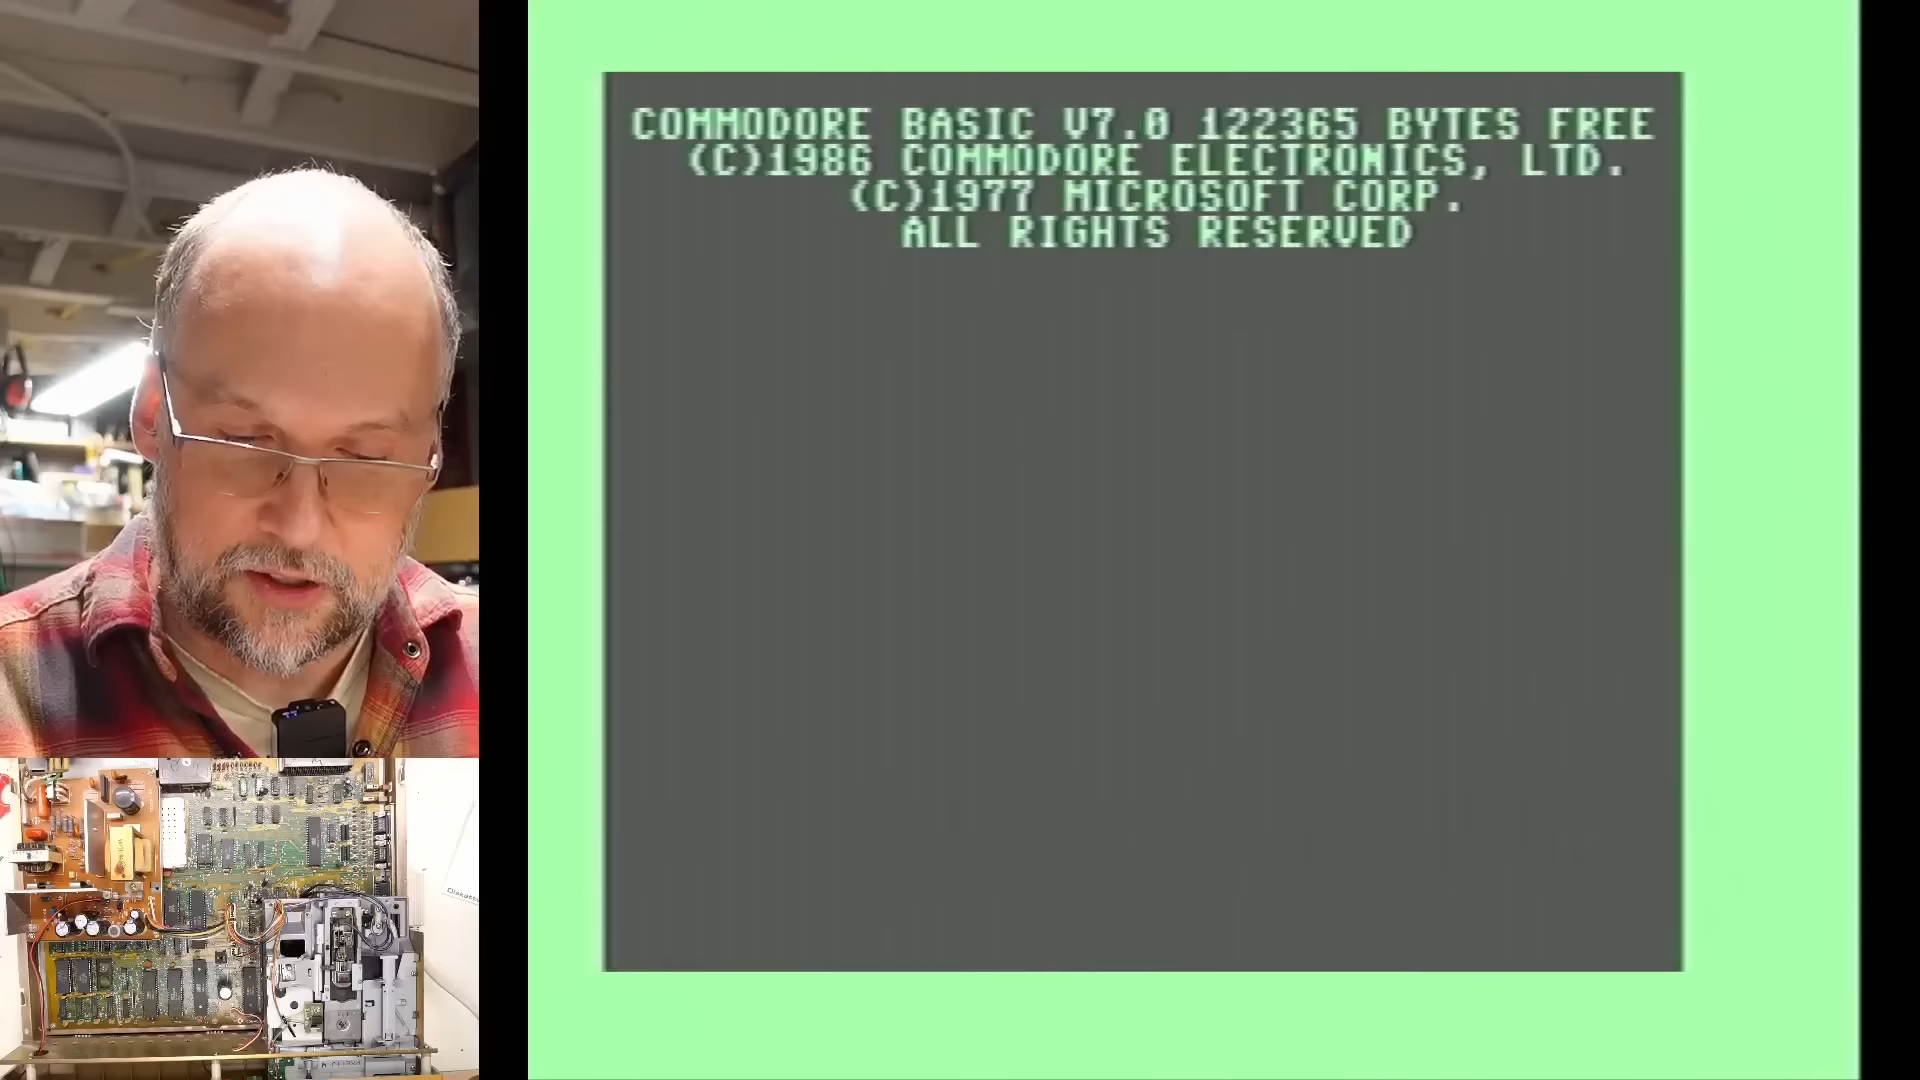 COMMODORE BASIC V7.0 122365 BYTES FREE
(C)1986 COMMODORE ELECTRONICS, LTD.
(C)1977 MICROSOFT CORP.
ALL RIGHTS RESERVED